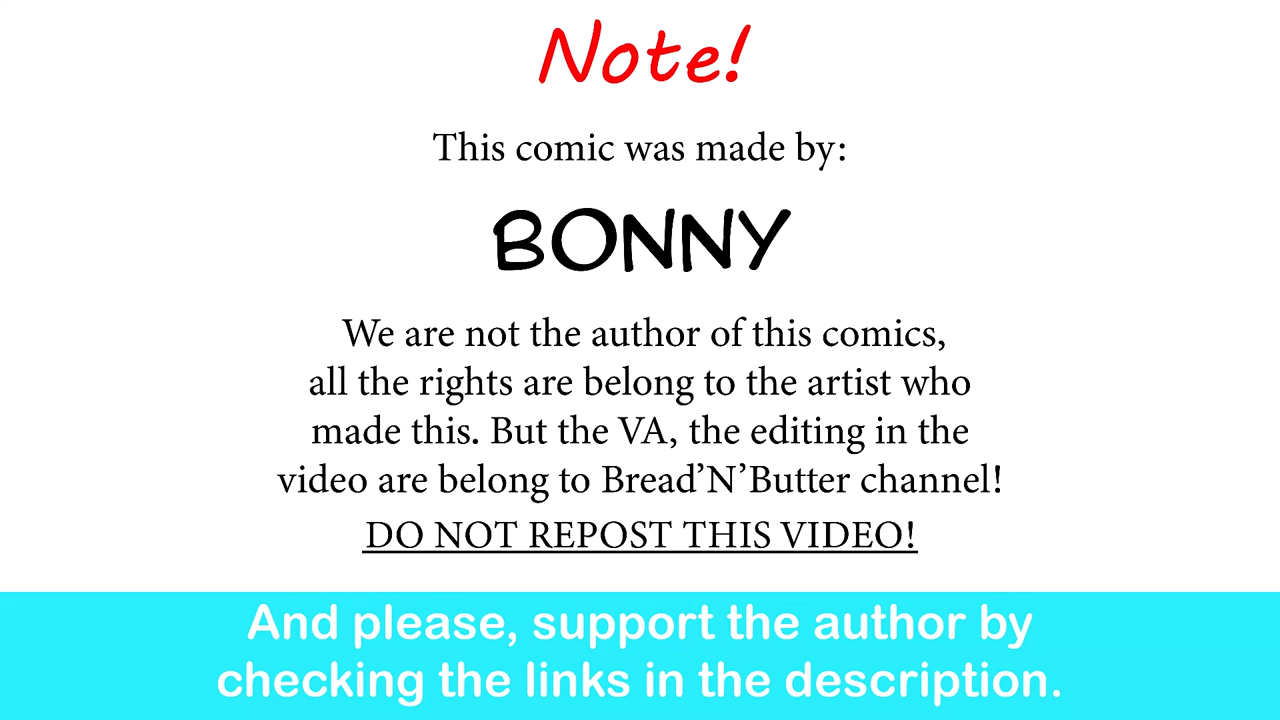 Note!
This comic was made by:
BONNY
We are not the author of this comics,
all the rights are belong to the artist who
made this. But the VA, the editing in the
video are belong to Bread’N’Butter channel!
DO NOT REPOST THIS VIDEO!
And please, support the author by
checking the links in the description.